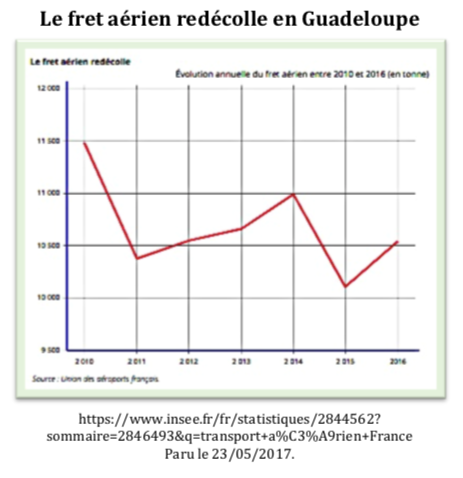 Le fret aérien redécolle en Guadeloupe
Le fret aérien redécolle
Évolution annuelle du fret aérien entre 2010 et 2016 (en tonne)
12 000
11 500
11 000
10 500
10 000
9 500
2010 2011 2012 2013 2014 2015 2016
Source : Union des aéroports français.
https://www.insee.fr/fr/statistiques/2844562?
sommaire=2846493&q=transport+a%C3%A9rien+France
Paru le 23/05/2017.